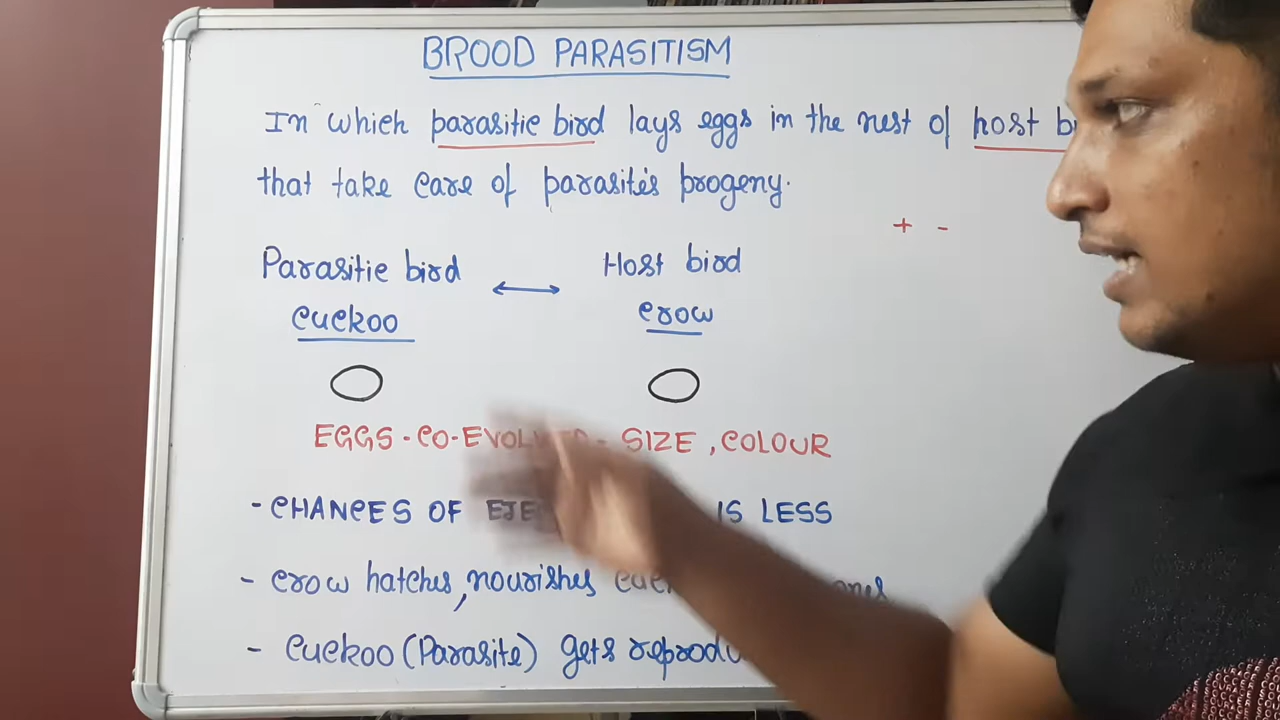 BROOD PARASITISM
In which parasitic bird lays eggs in the nest of host
that take care of parasite's progeny.
+ -
Parasitic bird ↔ Host bird
cuckoo crow
EGGS - CO-EVOLVED - SIZE, COLOUR
- CHANCES OF IS LESS
- crow hatches, nourishes
- cuckoo (Parasite) gets